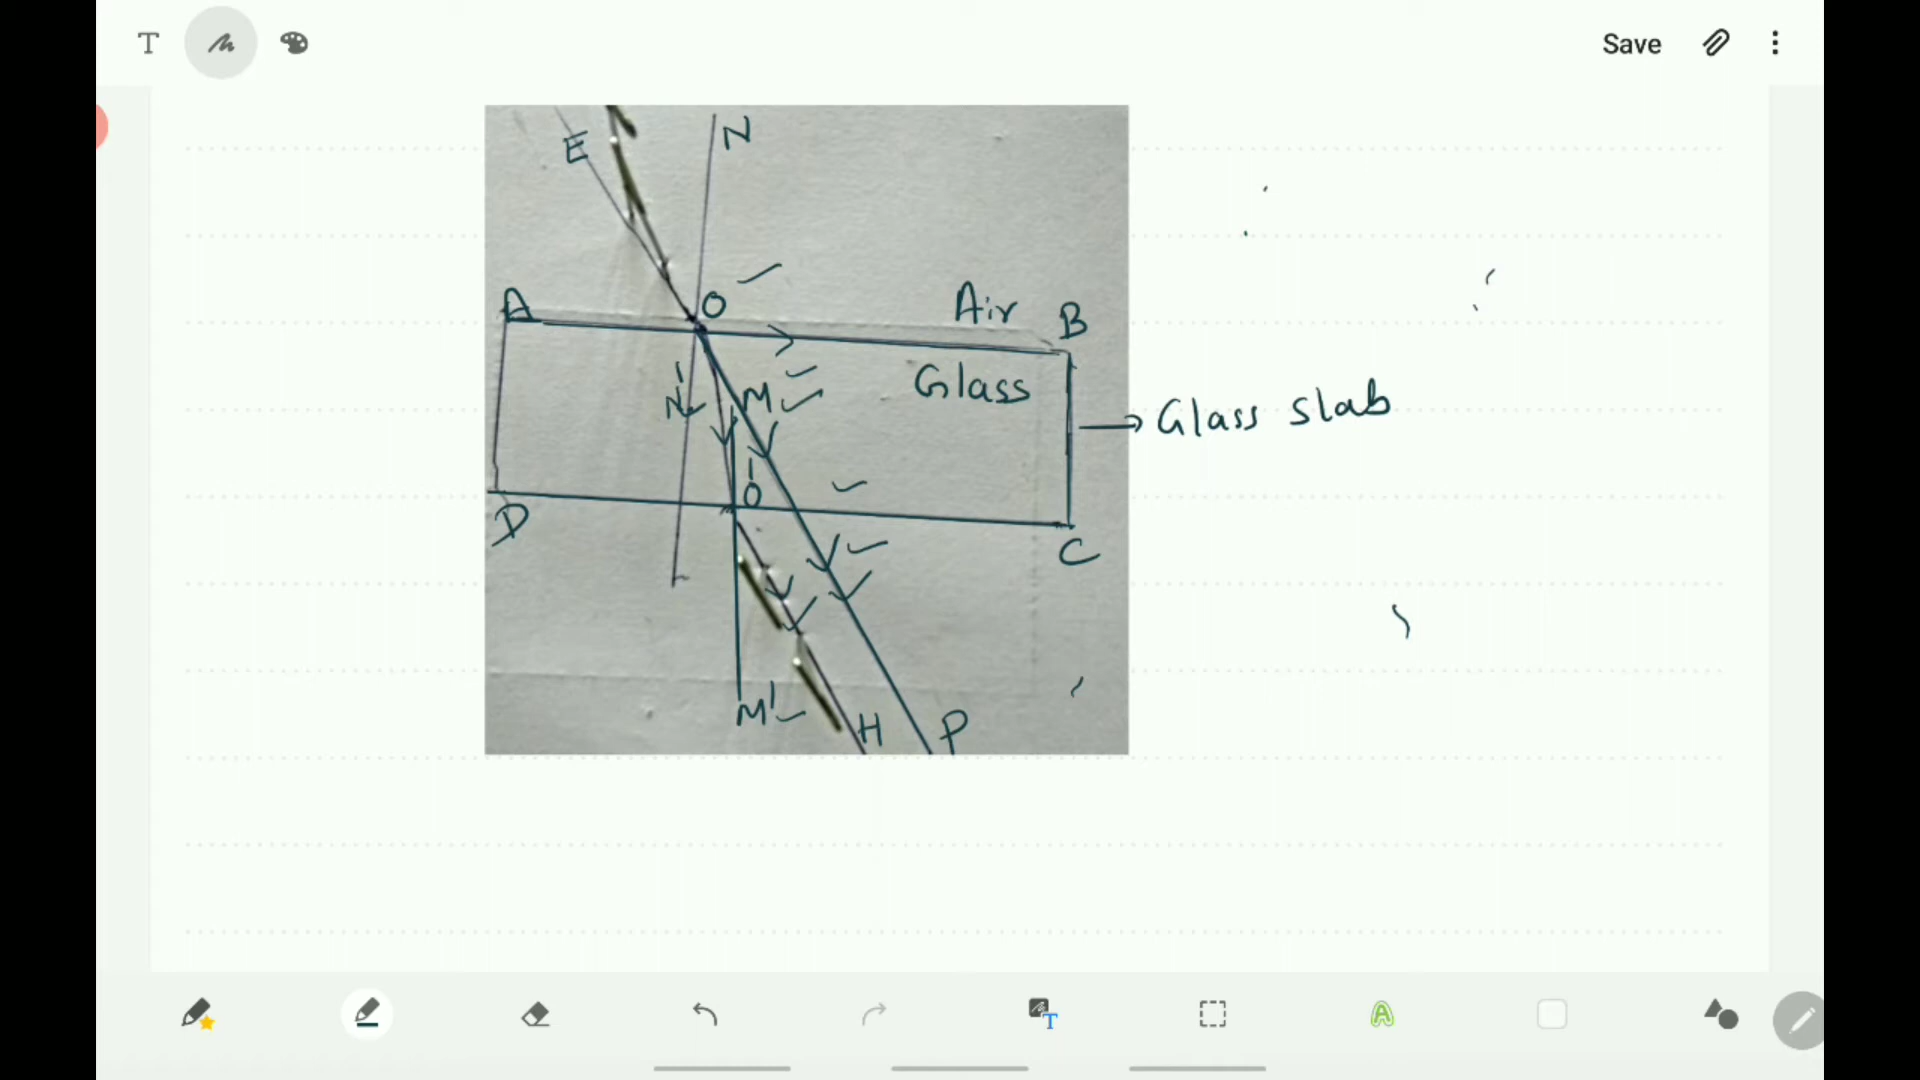 T Save
E N
A O Air B
N' M Glass
Glass slab
O'
D C
M' H P
T A